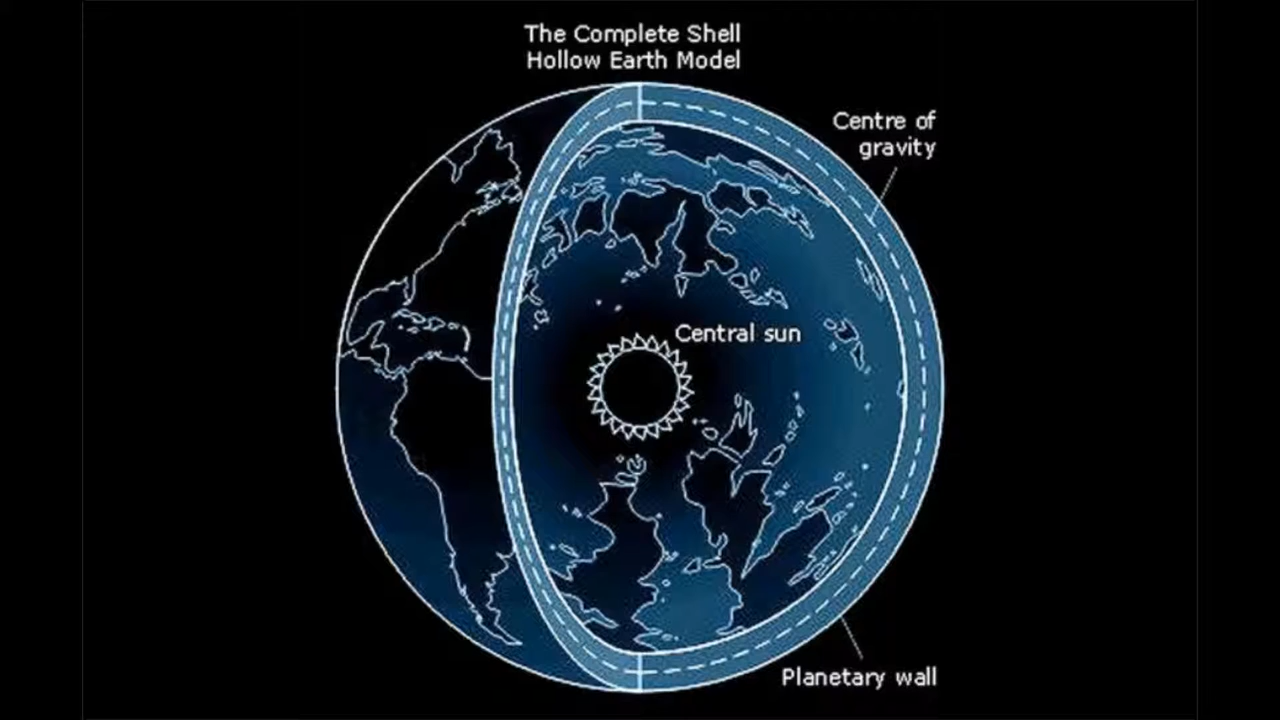 The Complete Shell
Hollow Earth Model
Centre of
gravity
Central sun
Planetary wall